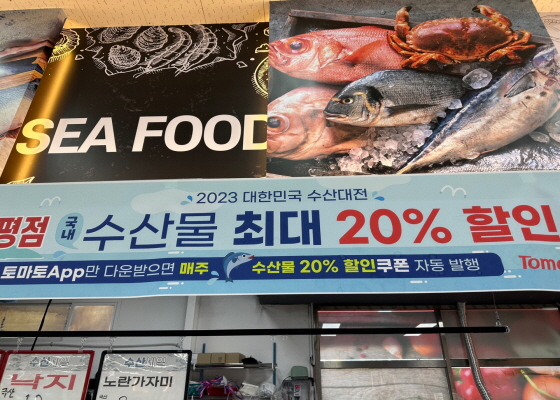 SEA FOOD
2023 대한민국 수산대전
평점 국내 수산물 최대 20% 할인
토마토App만 다운받으면 매주 수산물 20% 할인쿠폰 자동 발행
Tom
낙지
노란가자미